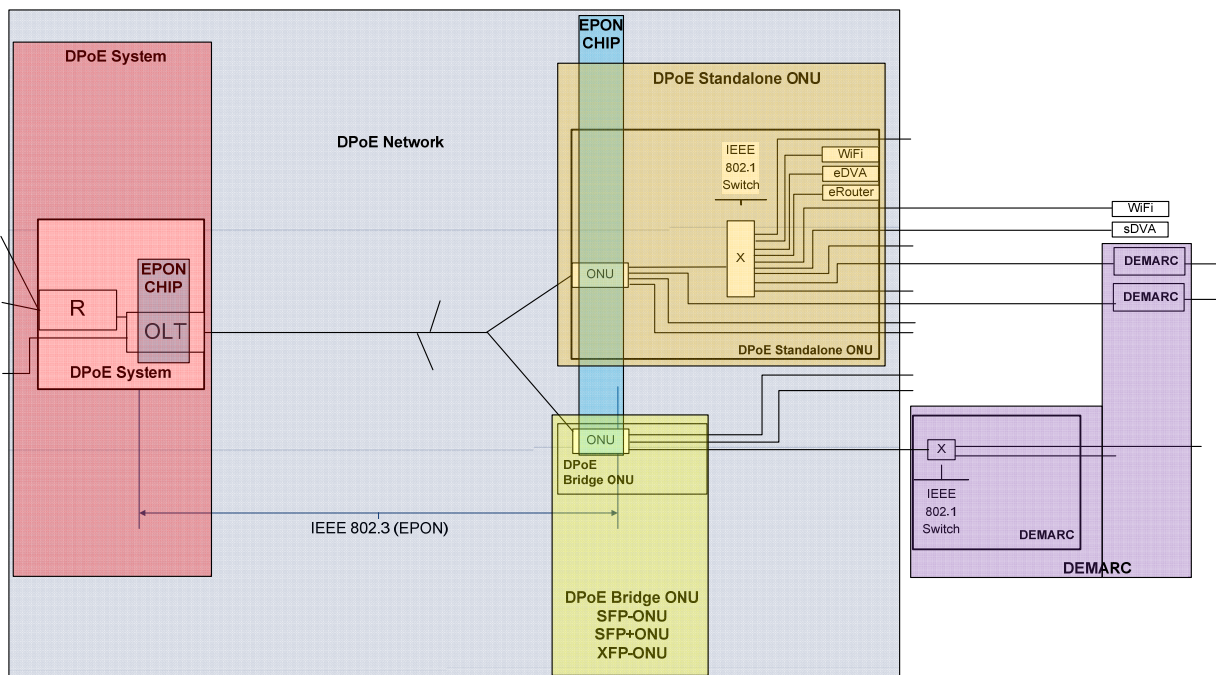 DPoE System
EPON
CHIP
R
OLT
DPoE System
DPoE Network
IEEE 802.3 (EPON)
EPON
CHIP
DPoE Standalone ONU
IEEE
802.1
Switch
WiFi
eDVA
eRouter
X
ONU
DPoE Standalone ONU
ONU
DPoE
Bridge ONU
DPoE Bridge ONU
SFP-ONU
SFP+ONU
XFP-ONU
WiFi
sDVA
DEMARC
DEMARC
X
IEEE
802.1
Switch
DEMARC
DEMARC